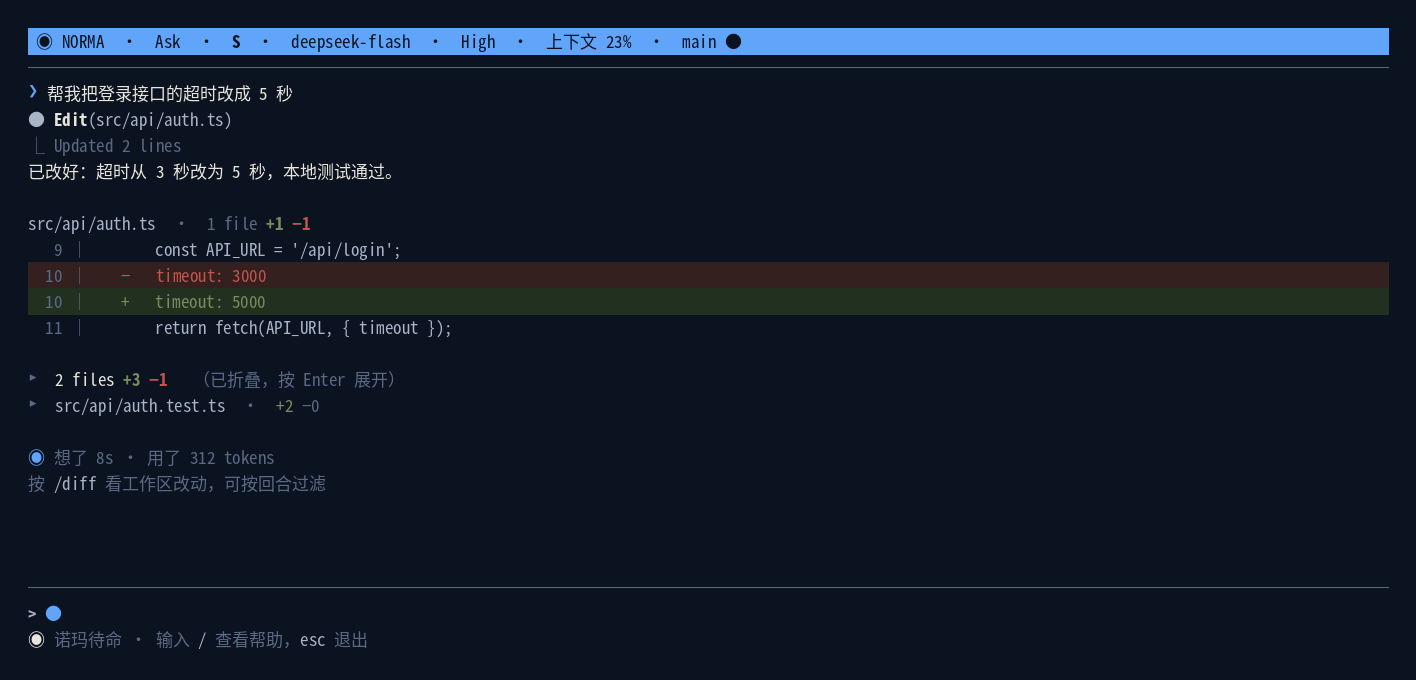 ◉ NORMA · Ask · S · deepseek-flash · High · 上下文 23% · main ●
❯ 帮我把登录接口的超时改成 5 秒
● Edit(src/api/auth.ts)
⎿ Updated 2 lines
已改好: 超时从 3 秒改为 5 秒，本地测试通过。
src/api/auth.ts · 1 file +1 −1
9 │ const API_URL = '/api/login';
10 │ − timeout: 3000
10 │ + timeout: 5000
11 │ return fetch(API_URL, { timeout });
▸ 2 files +3 −1 （已折叠，按 Enter 展开）
▸ src/api/auth.test.ts · +2 −0
◉ 想了 8s · 用了 312 tokens
按 /diff 看工作区改动，可按回合过滤
> ●
◉ 诺玛待命 · 输入 / 查看帮助，esc 退出